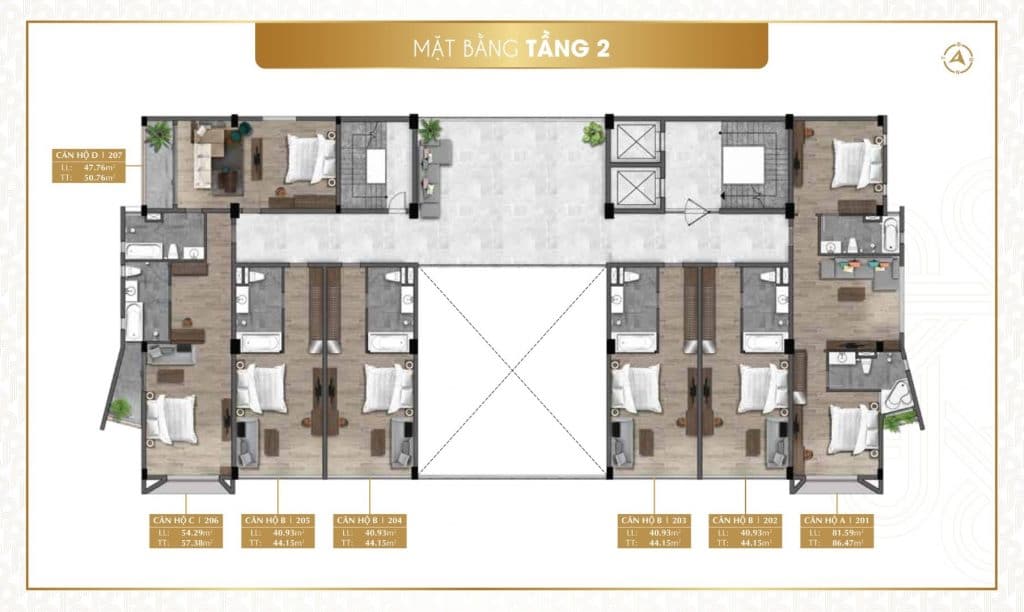 MẶT BẰNG TẦNG 2
CĂN HỘ D | 207
LL: 47.76m²
TT: 50.76m²
CĂN HỘ C | 206
LL: 54.29m²
TT: 57.38m²
CĂN HỘ B | 205
LL: 40.93m²
TT: 44.15m²
CĂN HỘ B | 204
LL: 40.93m²
TT: 44.15m²
CĂN HỘ B | 203
LL: 40.93m²
TT: 44.15m²
CĂN HỘ B | 202
LL: 40.93m²
TT: 44.15m²
CĂN HỘ A | 201
LL: 81.59m²
TT: 86.47m²